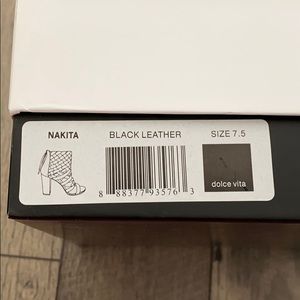 NAKITA BLACK LEATHER SIZE 7.5
8 88377 93576 3
dolce vita